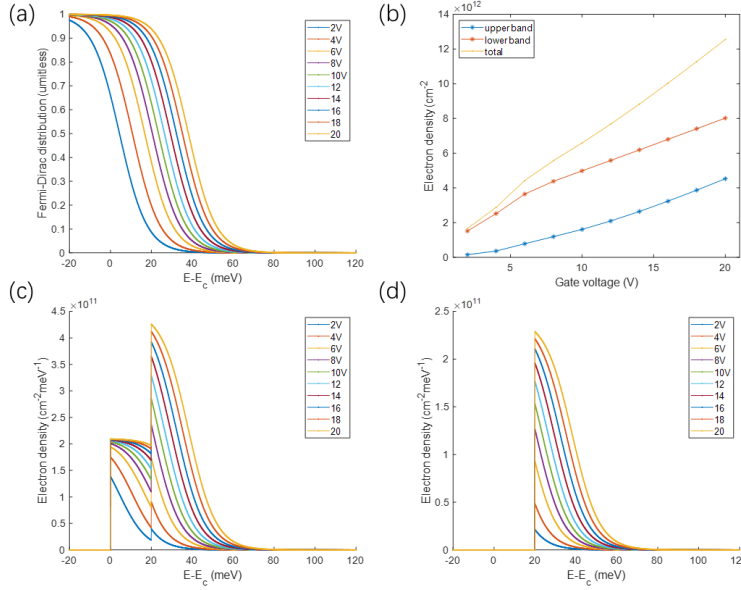 (a)
Fermi-Dirac distribution (umitless)
1
0.9
0.8
0.7
0.6
0.5
0.4
0.3
0.2
0.1
0
-20
0
20
40
60
80
100
120
E-Ec (meV)
2V
4V
6V
8V
10V
12
14
16
18
20
(b)
×10^12
Electron density (cm-2)
14
12
10
8
6
4
2
0
5
10
15
20
Gate voltage (V)
upper band
lower band
total
(c)
×10^11
Electron density (cm-2meV-1)
4.5
4
3.5
3
2.5
2
1.5
1
0.5
0
-20
0
20
40
60
80
100
120
E-Ec (meV)
2V
4V
6V
8V
10V
12
14
16
18
20
(d)
×10^11
Electron density (cm-2meV-1)
2.5
2
1.5
1
0.5
0
-20
0
20
40
60
80
100
120
E-Ec (meV)
2V
4V
6V
8V
10V
12
14
16
18
20